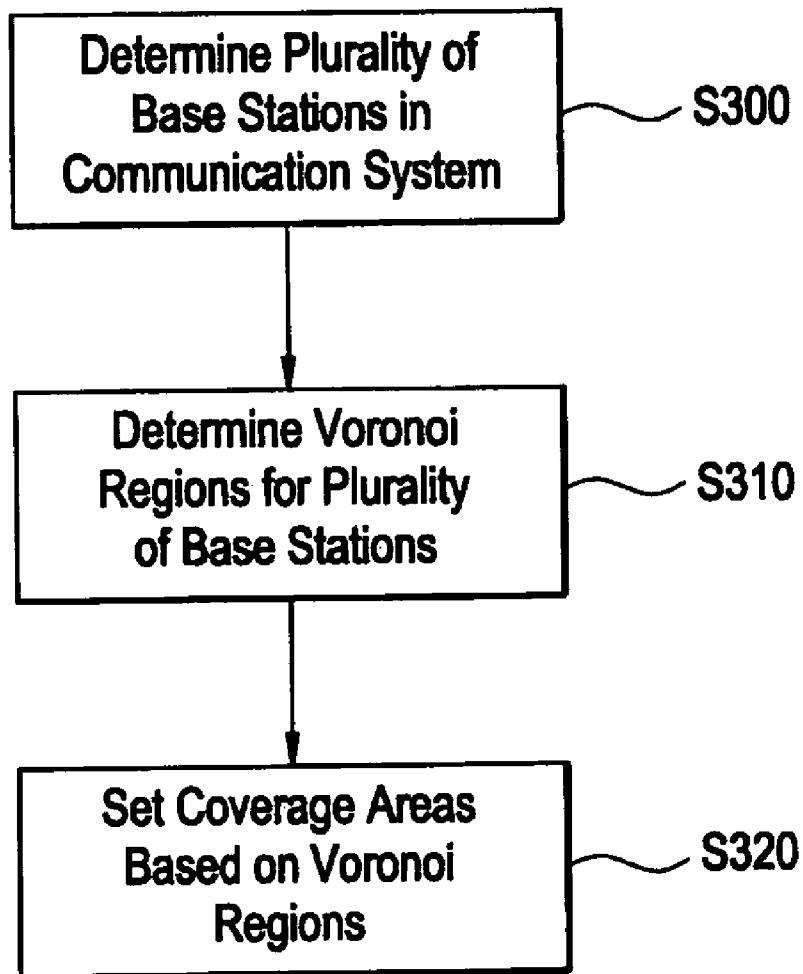 Determine Plurality of
Base Stations in
Communication System
S300
Determine Voronoi
Regions for Plurality
of Base Stations
S310
Set Coverage Areas
Based on Voronoi
Regions
S320